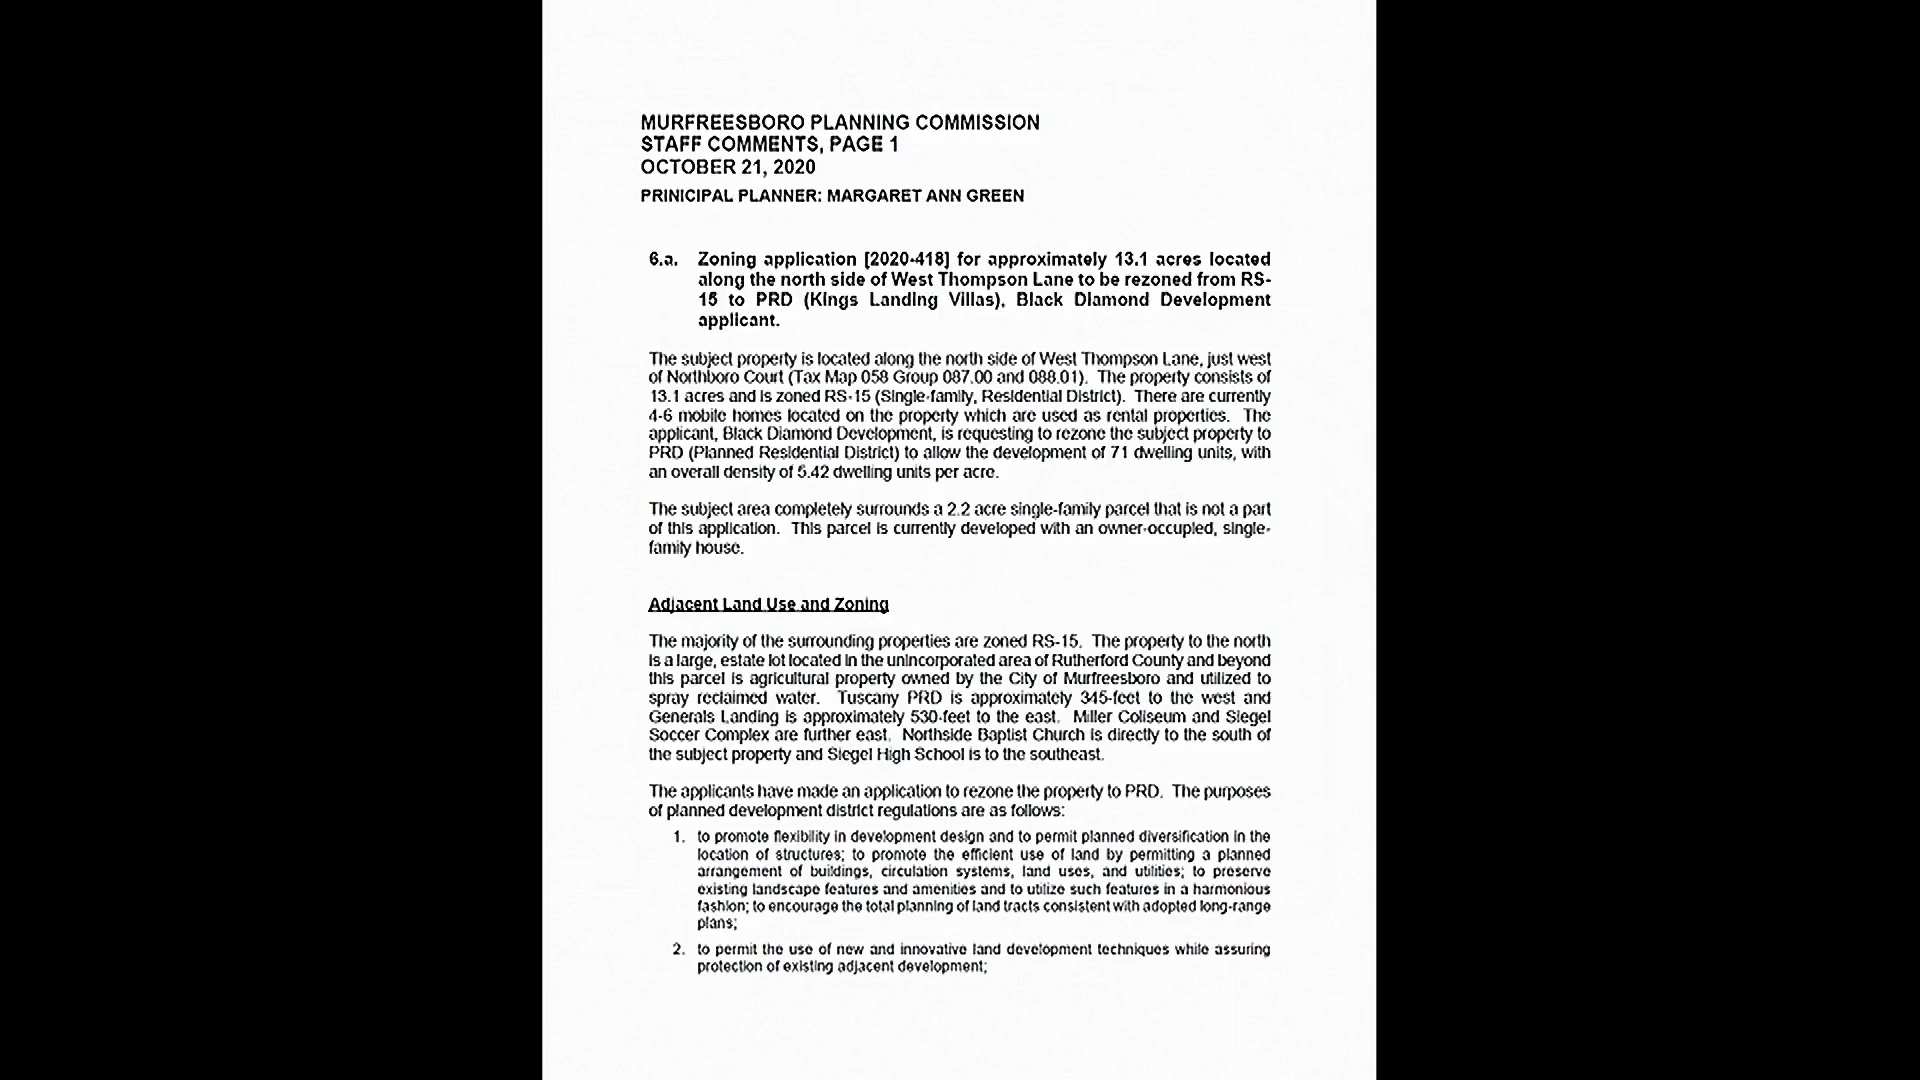 MURFREESBORO PLANNING COMMISSION
STAFF COMMENTS, PAGE 1
OCTOBER 21, 2020
PRINICIPAL PLANNER: MARGARET ANN GREEN
6.a. Zoning application [2020-418] for approximately 13.1 acres located
along the north side of West Thompson Lane to be rezoned from RS-
15 to PRD (Kings Landing Villas), Black Diamond Development
applicant.
The subject property is located along the north side of West Thompson Lane, just west
of Northboro Court (Tax Map 058 Group 087.00 and 088.01). The property consists of
13.1 acres and is zoned RS-15 (Single-family, Residential District). There are currently
4-6 mobile homes located on the property which are used as rental properties. The
applicant, Black Diamond Development, is requesting to rezone the subject property to
PRD (Planned Residential District) to allow the development of 71 dwelling units, with
an overall density of 5.42 dwelling units per acre.
The subject area completely surrounds a 2.2 acre single-family parcel that is not a part
of this application. This parcel is currently developed with an owner-occupied, single-
family house.
Adjacent Land Use and Zoning
The majority of the surrounding properties are zoned RS-15. The property to the north
is a large, estate lot located in the unincorporated area of Rutherford County and beyond
this parcel is agricultural property owned by the City of Murfreesboro and utilized to
spray reclaimed water. Tuscany PRD is approximately 345-feet to the west and
Generals Landing is approximately 530-feet to the east. Miller Coliseum and Siegel
Soccer Complex are further east. Northside Baptist Church is directly to the south of
the subject property and Siegel High School is to the southeast.
The applicants have made an application to rezone the property to PRD. The purposes
of planned development district regulations are as follows:
1. to promote flexibility in development design and to permit planned diversification in the
location of structures; to promote the efficient use of land by permitting a planned
arrangement of buildings, circulation systems, land uses, and utilities; to preserve
existing landscape features and amenities and to utilize such features in a harmonious
fashion; to encourage the total planning of land tracts consistent with adopted long-range
plans;
2. to permit the use of new and innovative land development techniques while assuring
protection of existing adjacent development;